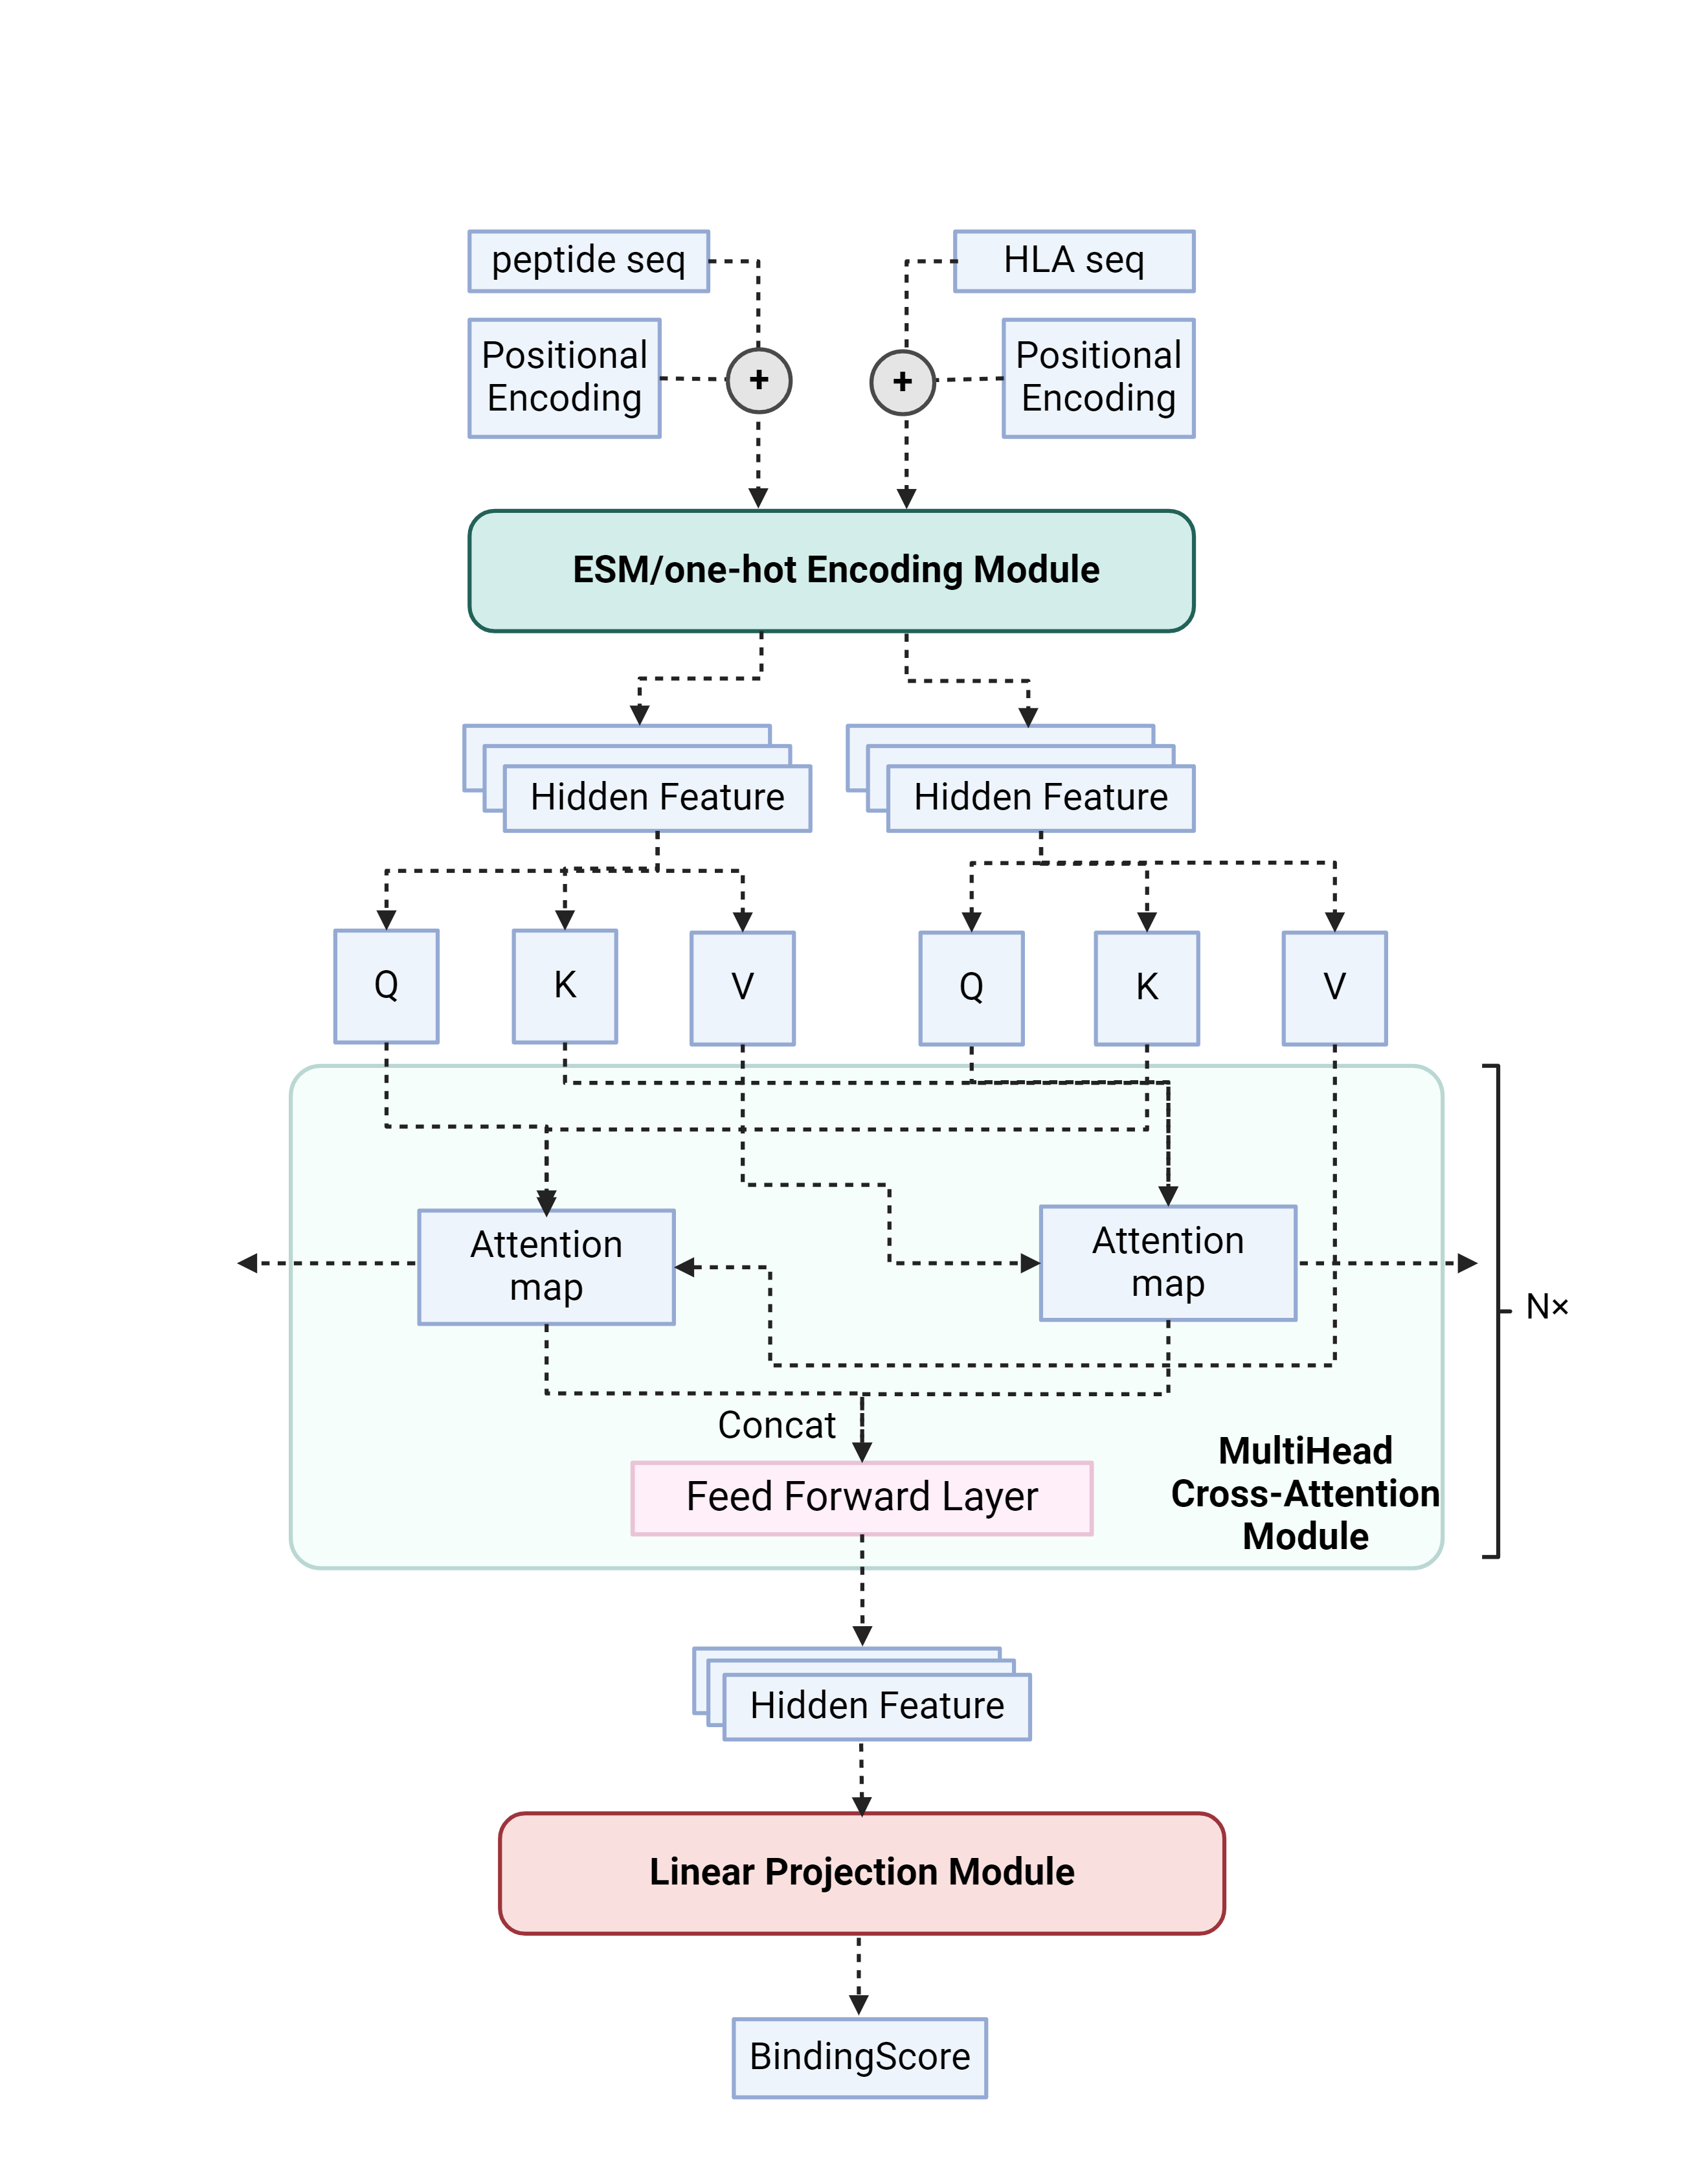 peptide seq
HLA seq
Positional
Encoding
+
+
Positional
Encoding
ESM/one-hot Encoding Module
Hidden Feature
Hidden Feature
Q
K
V
Q
K
V
Attention
map
Attention
map
N×
Concat
Feed Forward Layer
MultiHead
Cross-Attention
Module
Hidden Feature
Linear Projection Module
BindingScore